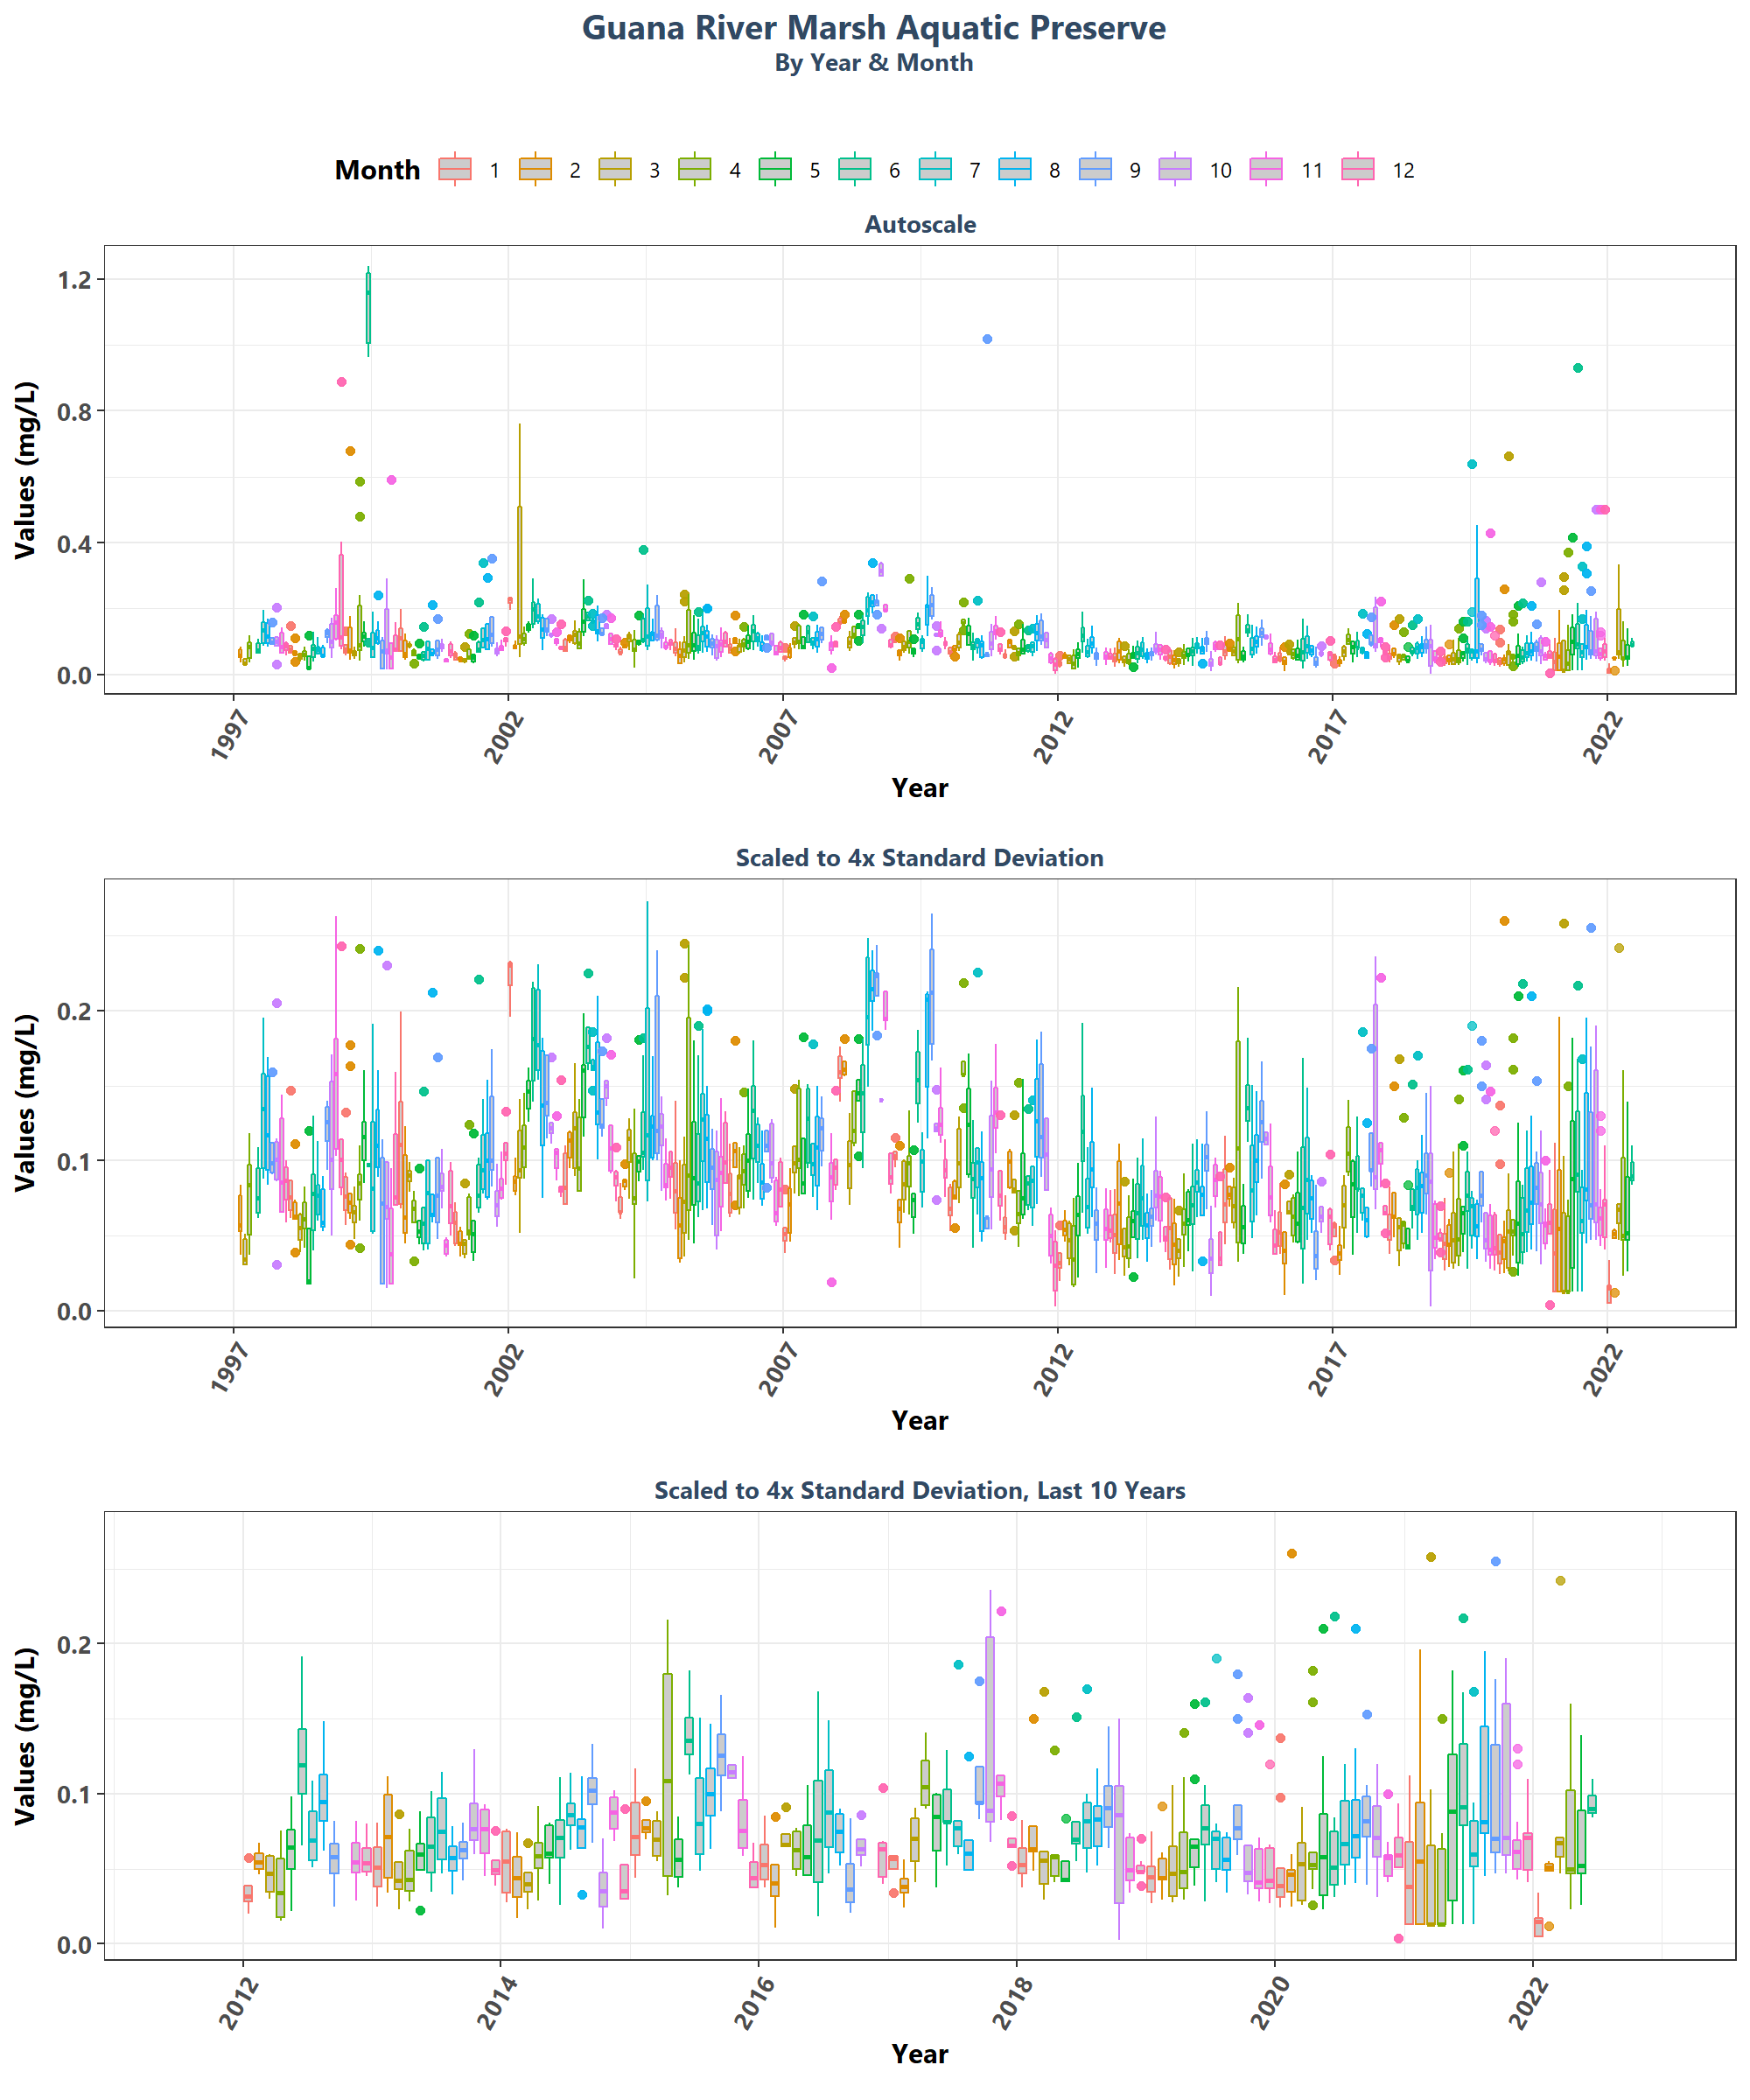 Guana River Marsh Aquatic Preserve
By Year & Month
Month 1 2 3 4 5 6 7 8 9 10 11 12
Autoscale
Values (mg/L)
1.2
0.8
0.4
0.0
1997 2002 2007 2012 2017 2022
Year
Scaled to 4x Standard Deviation
Values (mg/L)
0.2
0.1
0.0
1997 2002 2007 2012 2017 2022
Year
Scaled to 4x Standard Deviation, Last 10 Years
Values (mg/L)
0.2
0.1
0.0
2012 2014 2016 2018 2020 2022
Year